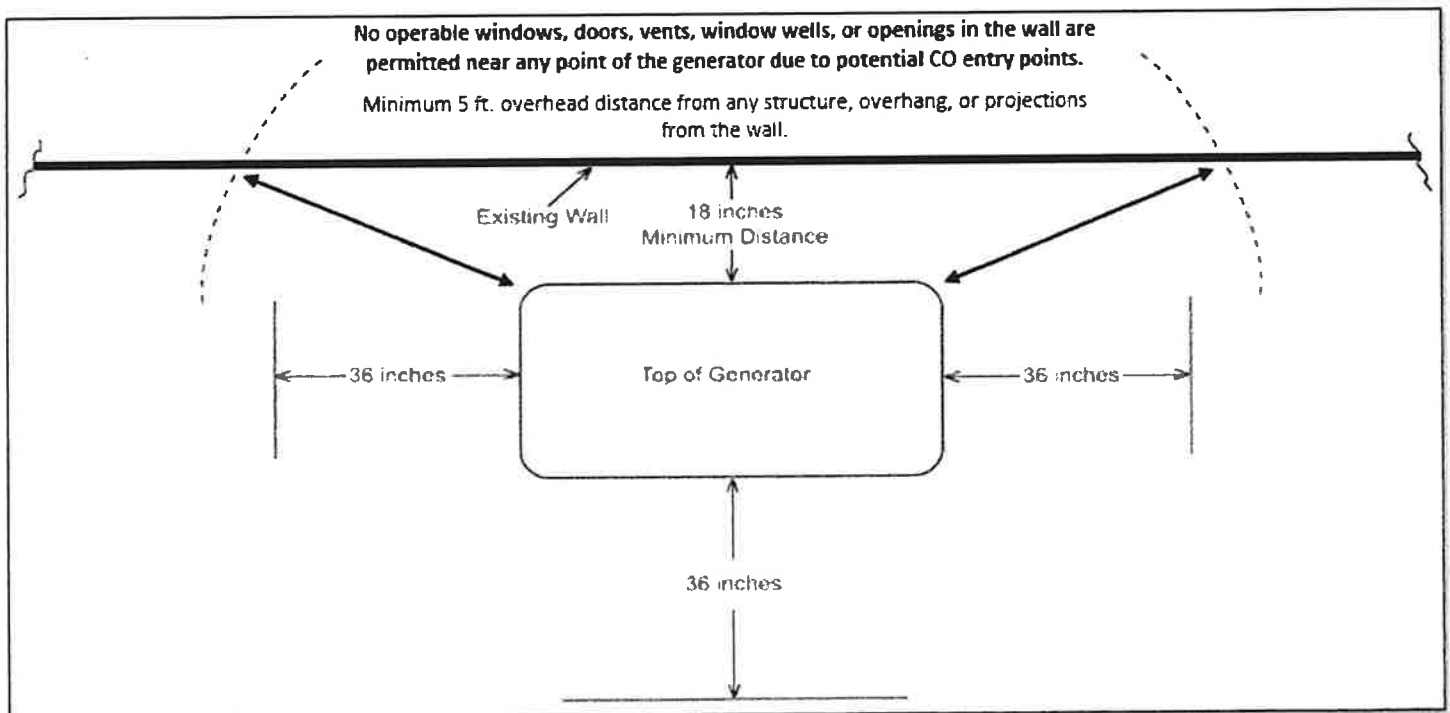 No operable windows, doors, vents, window wells, or openings in the wall are
permitted near any point of the generator due to potential CO entry points.
Minimum 5 ft. overhead distance from any structure, overhang, or projections
from the wall.
Existing Wall
18 inches
Minimum Distance
36 inches
Top of Generator
36 inches
36 inches